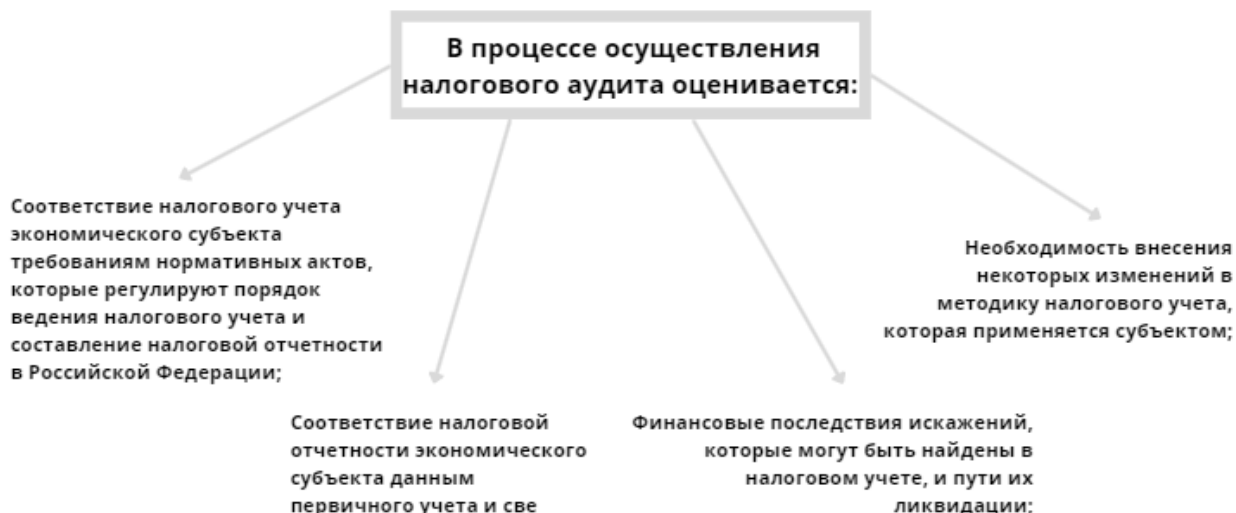 В процессе осуществления
налогового аудита оценивается:
Соответствие налогового учета
экономического субъекта
требованиям нормативных актов,
которые регулируют порядок
ведения налогового учета и
составление налоговой отчетности
в Российской Федерации;
Соответствие налоговой
отчетности экономического
субъекта данным
первичного учета и све
Финансовые последствия искажений,
которые могут быть найдены в
налоговом учете, и пути их
ликвидации;
Необходимость внесения
некоторых изменений в
методику налогового учета,
которая применяется субъектом;